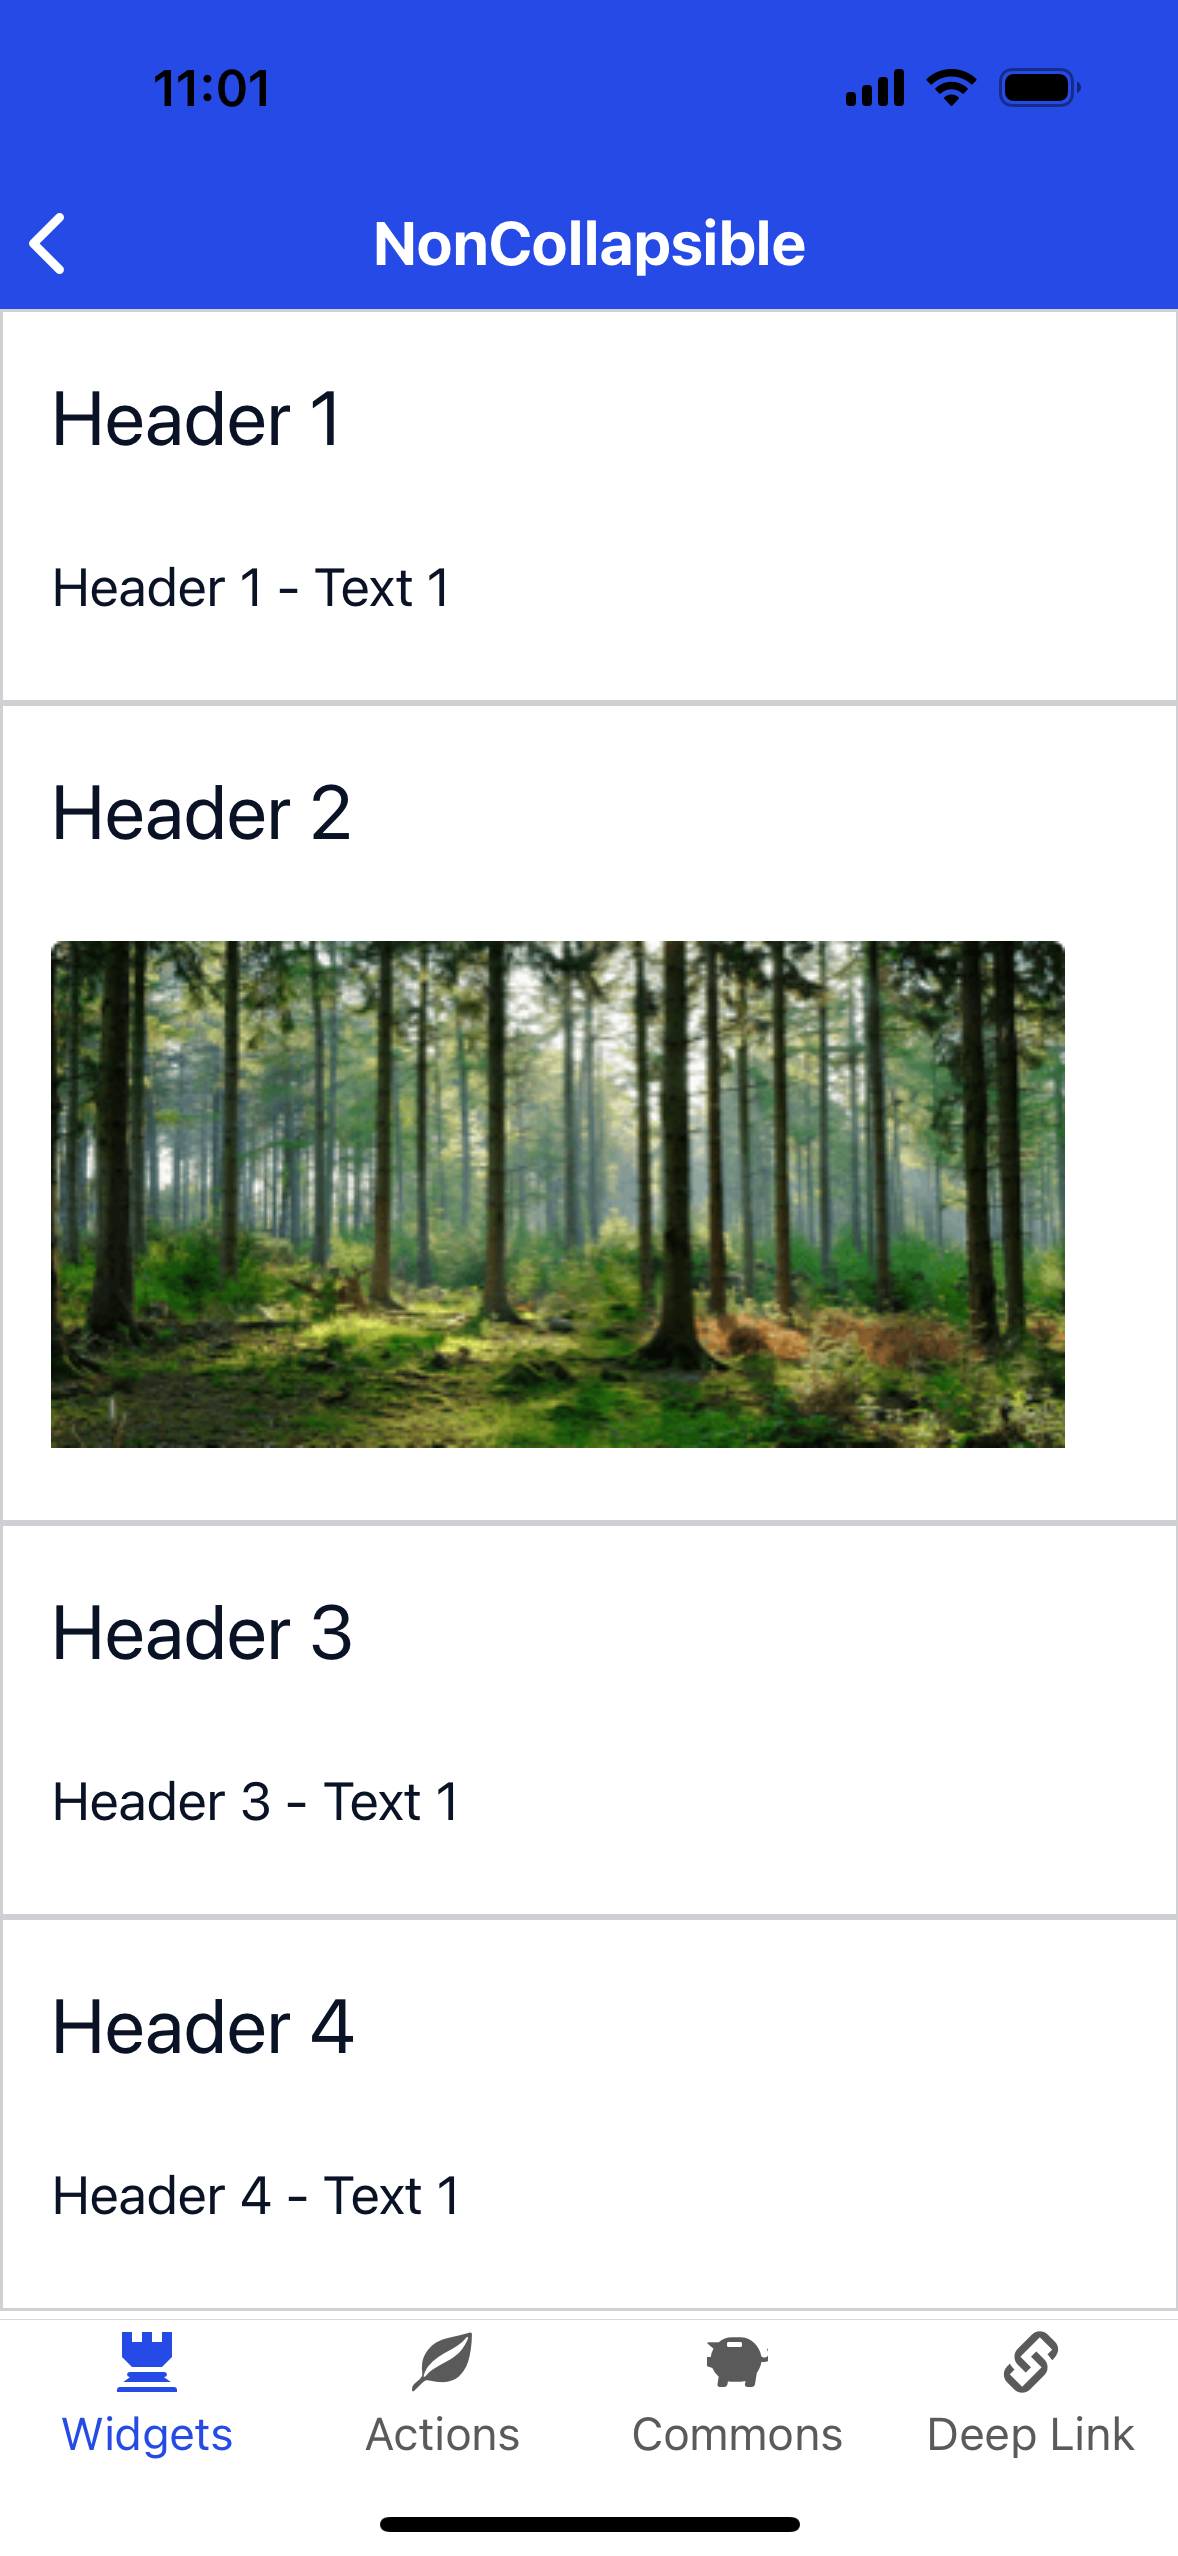 11:01
NonCollapsible
Header 1
Header 1 - Text 1
Header 2
Header 3
Header 3 - Text 1
Header 4
Header 4 - Text 1
Widgets
Actions
Commons
Deep Link